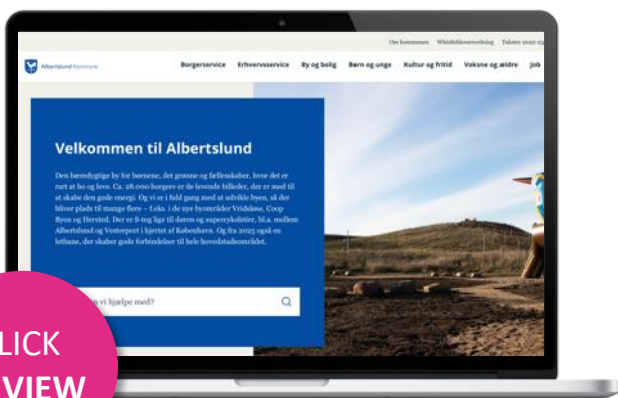 Om kommunen Whistleblowerordning Takster 2022-23
Albertslund Kommune
Borgerservice Erhvervsservice By og bolig Børn og unge Kultur og fritid Voksne og ældre Job
Velkommen til Albertslund
Den bæredygtige by for børnene, det grønne og fællesskaber, hvor det er
rart at bo og leve. Ca. 28.000 borgere er de levende billeder, der er med til
at skabe den gode energi. Og vi er i fuld gang med at udvikle byen, så der
bliver plads til mange flere – f.eks. i de nye byområder Vridsløse, Coop
Byen og Hersted. Der er S-tog lige til døren og supercykelstier, bl.a. mellem
Albertslund og Vesterport i hjertet af København. Og fra 2025 også en
letbane, der skaber gode forbindelser til hele hovedstadsområdet.
vi hjælpe med?
LICK
VIEW